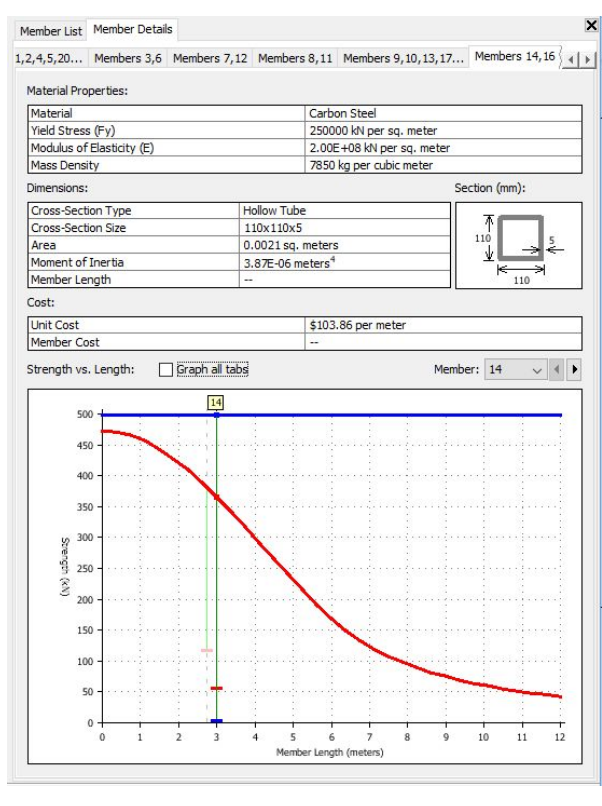 Member List Member Details
1,2,4,5,20... Members 3,6 Members 7,12 Members 8,11 Members 9,10,13,17... Members 14,16
Material Properties:
Material Carbon Steel
Yield Stress (Fy) 250000 kN per sq. meter
Modulus of Elasticity (E) 2.00E+08 kN per sq. meter
Mass Density 7850 kg per cubic meter
Dimensions: Section (mm):
Cross-Section Type Hollow Tube
Cross-Section Size 110x110x5
Area 0.0021 sq. meters
Moment of Inertia 3.87E-06 meters⁴
Member Length --
110 5
110
Cost:
Unit Cost $103.86 per meter
Member Cost --
Strength vs. Length: Graph all tabs Member: 14
14
500
450
400
350
300
250
200
150
100
50
0
Strength (kN)
0 1 2 3 4 5 6 7 8 9 10 11 12
Member Length (meters)